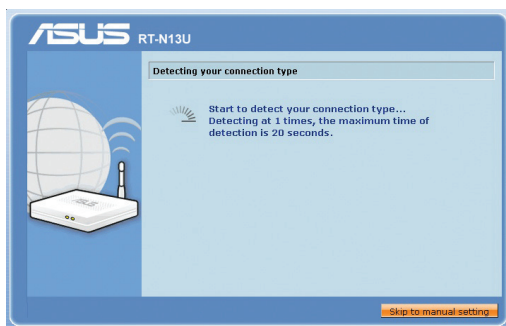 ASUS RT-N13U
Detecting your connection type
Start to detect your connection type...
Detecting at 1 times, the maximum time of
detection is 20 seconds.
ASUS
Skip to manual setting